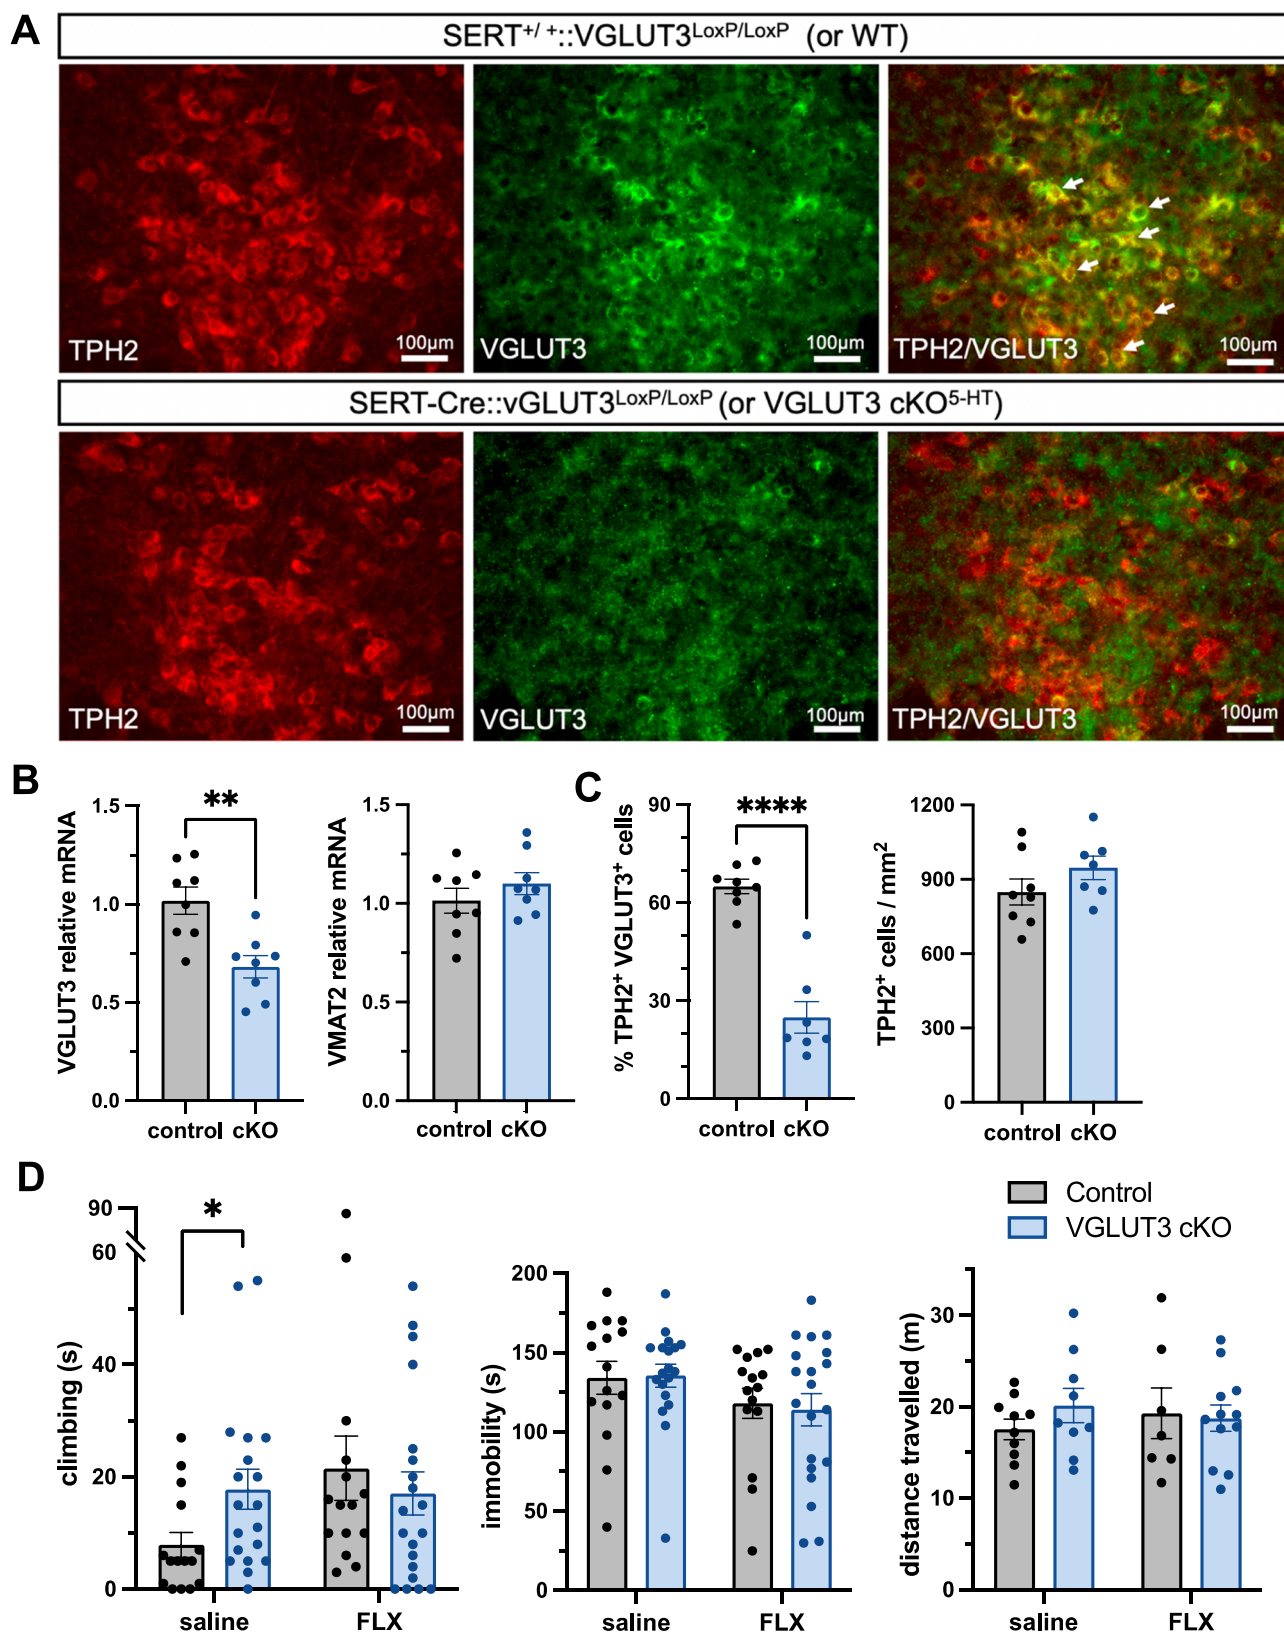 A
SERT+/ +::VGLUT3LoxP/LoxP (or WT)
TPH2
100µm
VGLUT3
100µm
TPH2/VGLUT3
100µm
SERT-Cre::vGLUT3LoxP/LoxP (or VGLUT3 cKO5-HT)
TPH2
100µm
VGLUT3
100µm
TPH2/VGLUT3
100µm
B
VGLUT3 relative mRNA
1.5
1.0
0.5
0.0
**
control cKO
VMAT2 relative mRNA
1.5
1.0
0.5
0.0
control cKO
C
% TPH2+ VGLUT3+ cells
90
60
30
0
****
control cKO
TPH2+ cells / mm2
1200
900
600
300
0
control cKO
D
climbing (s)
90
60
40
20
0
*
saline FLX
immobility (s)
200
150
100
50
0
saline FLX
Control
VGLUT3 cKO
distance travelled (m)
30
20
10
0
saline FLX